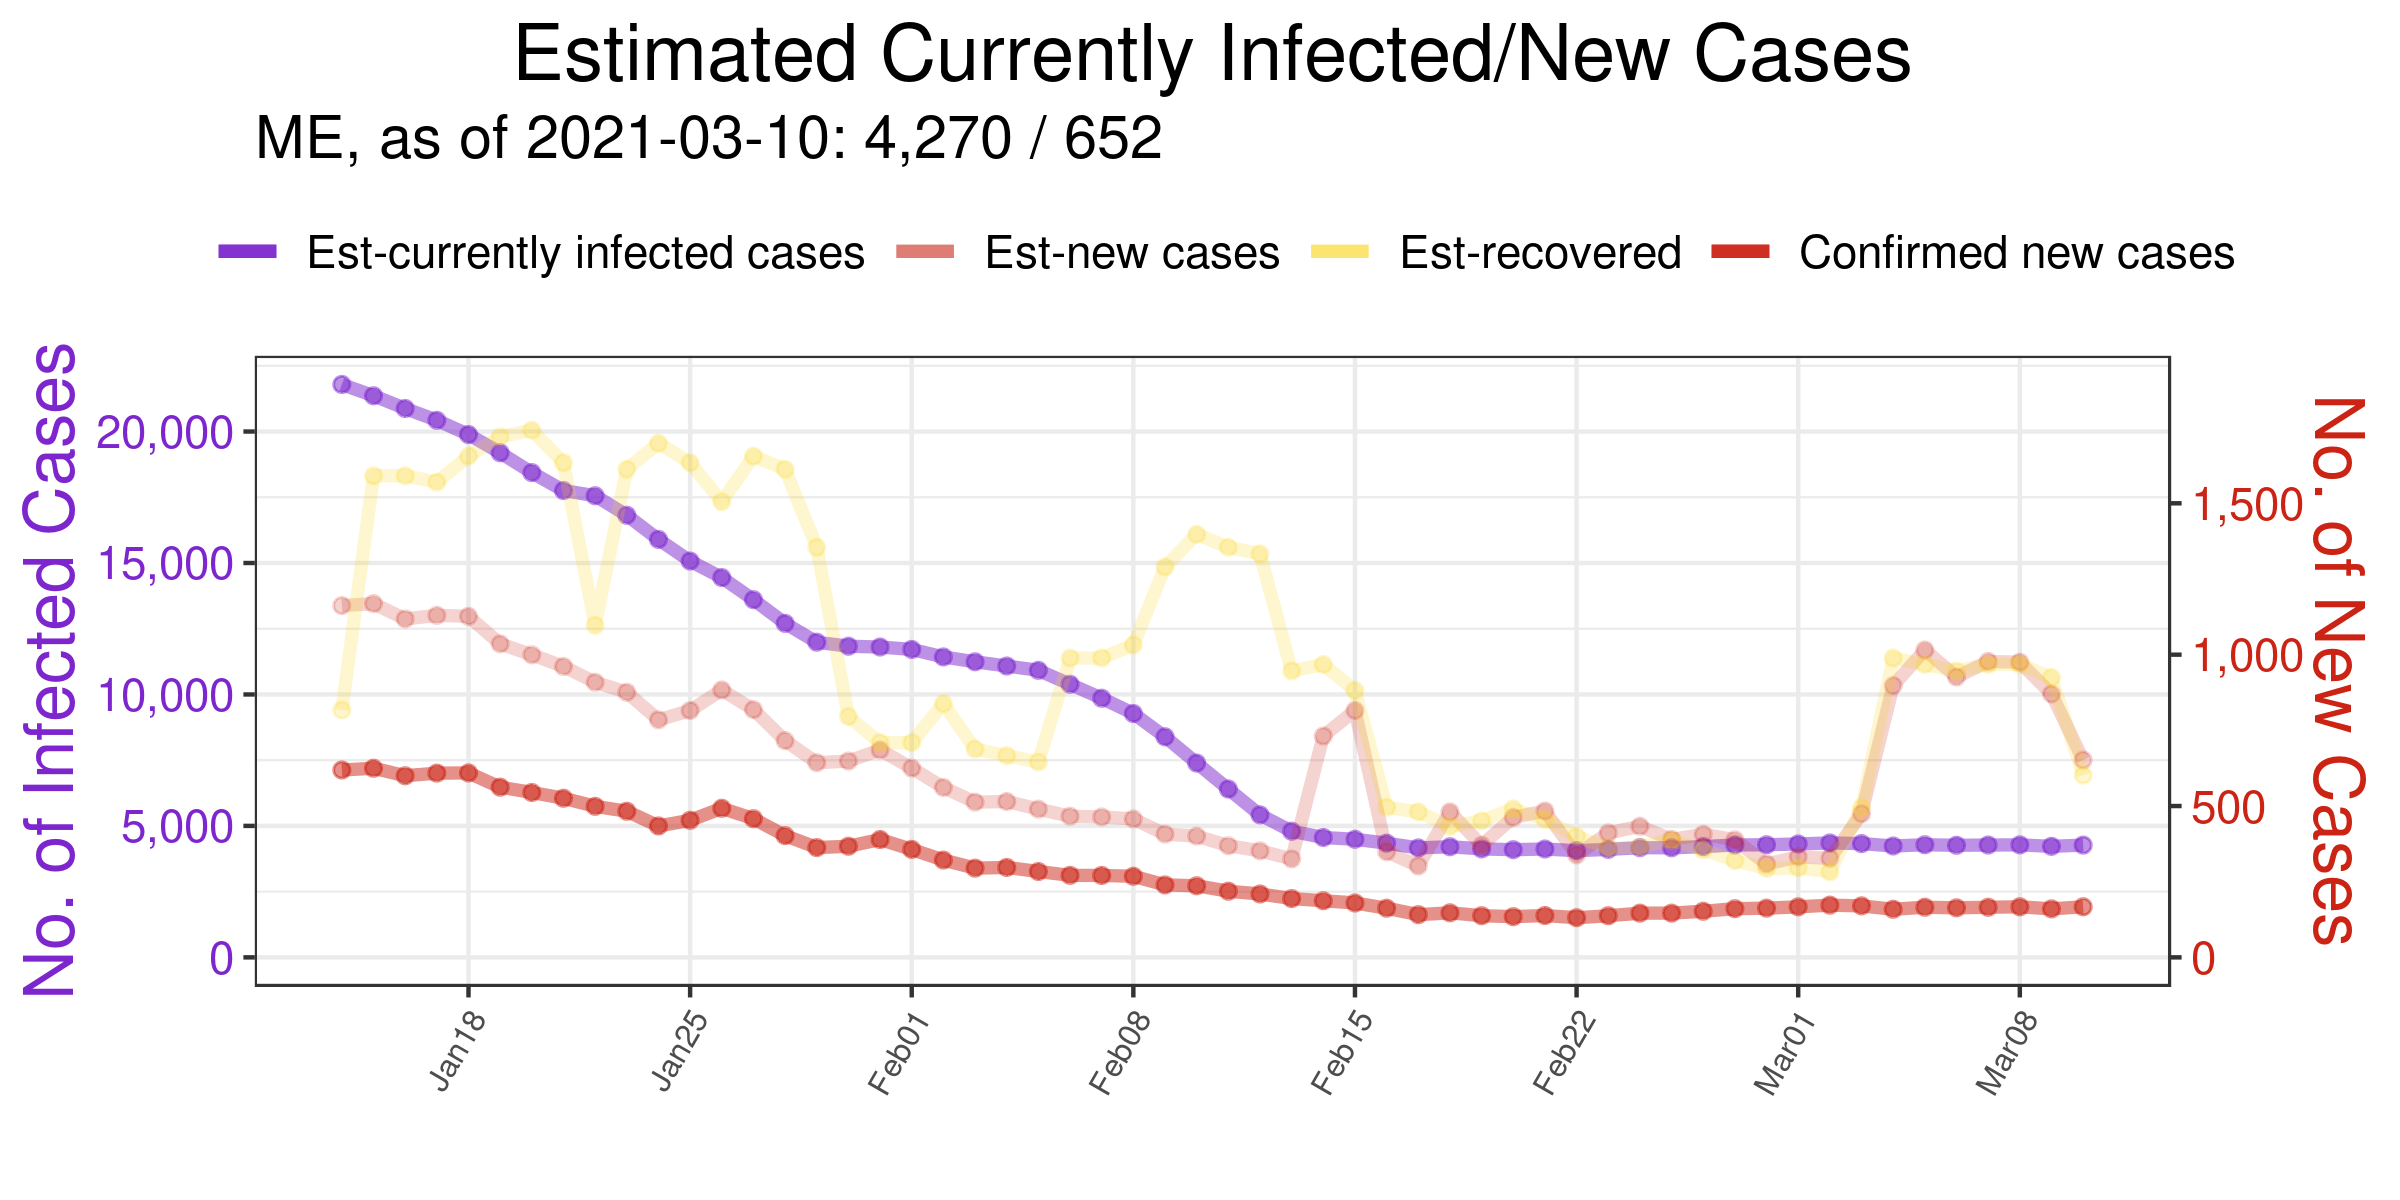 Estimated Currently Infected/New Cases
ME, as of 2021-03-10: 4,270 / 652
Est-currently infected cases
Est-new cases
Est-recovered
Confirmed new cases
No. of Infected Cases
20,000
15,000
10,000
5,000
0
No. of New Cases
1,500
1,000
500
0
Jan18
Jan25
Feb01
Feb08
Feb15
Feb22
Mar01
Mar08